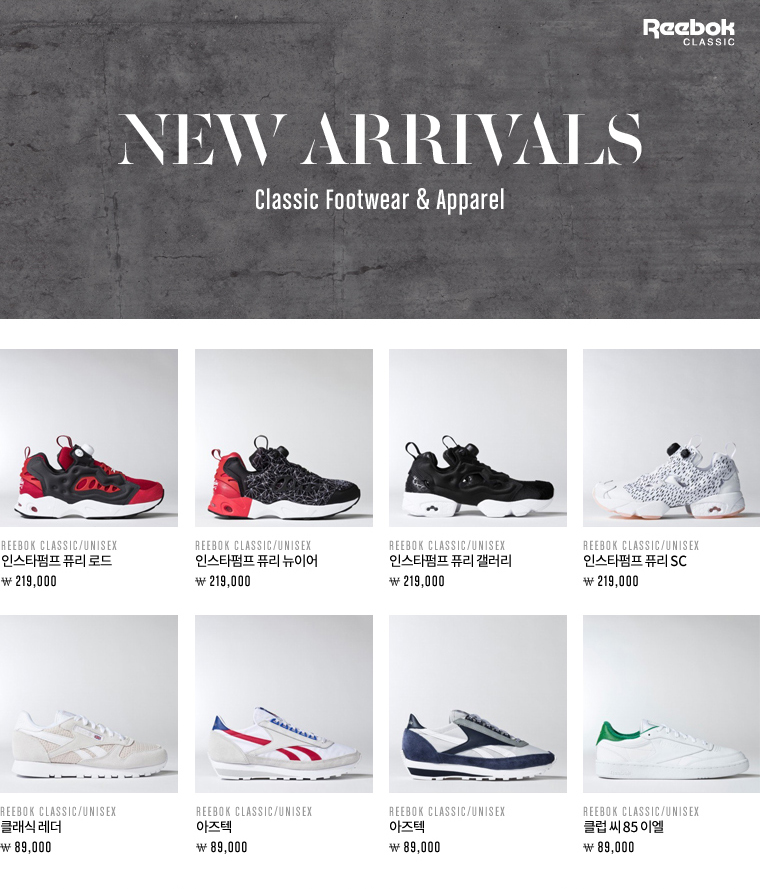 Reebok
CLASSIC
NEW ARRIVALS
Classic Footwear & Apparel
REEBOK CLASSIC/UNISEX
인스타펌프 퓨리 로드
₩ 219,000
REEBOK CLASSIC/UNISEX
인스타펌프 퓨리 뉴이어
₩ 219,000
REEBOK CLASSIC/UNISEX
인스타펌프 퓨리 갤러리
₩ 219,000
REEBOK CLASSIC/UNISEX
인스타펌프 퓨리 SC
₩ 219,000
REEBOK CLASSIC/UNISEX
클래식 레더
₩ 89,000
REEBOK CLASSIC/UNISEX
아즈텍
₩ 89,000
REEBOK CLASSIC/UNISEX
아즈텍
₩ 89,000
REEBOK CLASSIC/UNISEX
클럽 씨 85 이엘
₩ 89,000